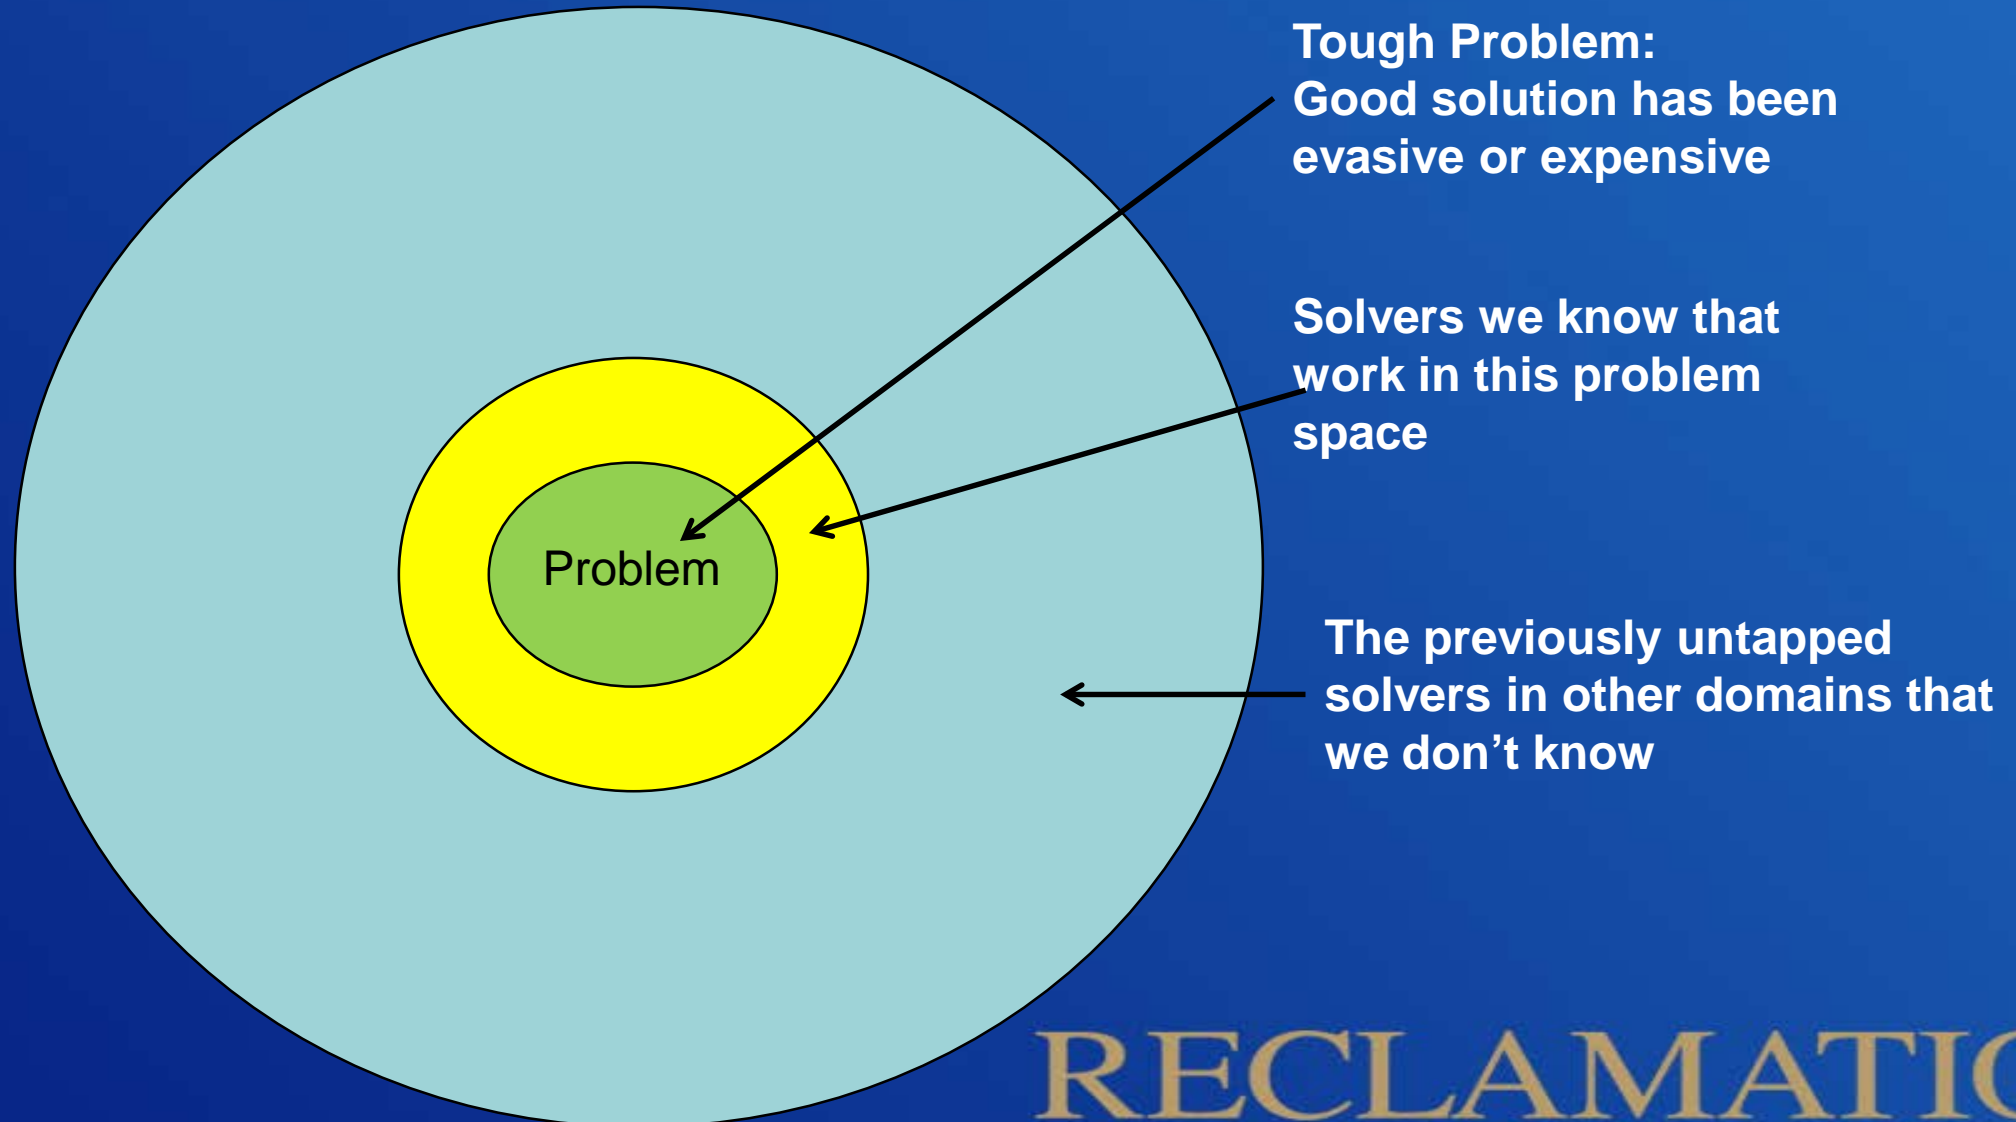 Tough Problem:
Good solution has been
evasive or expensive
Solvers we know that
work in this problem
space
Problem
The previously untapped
solvers in other domains that
we don't know